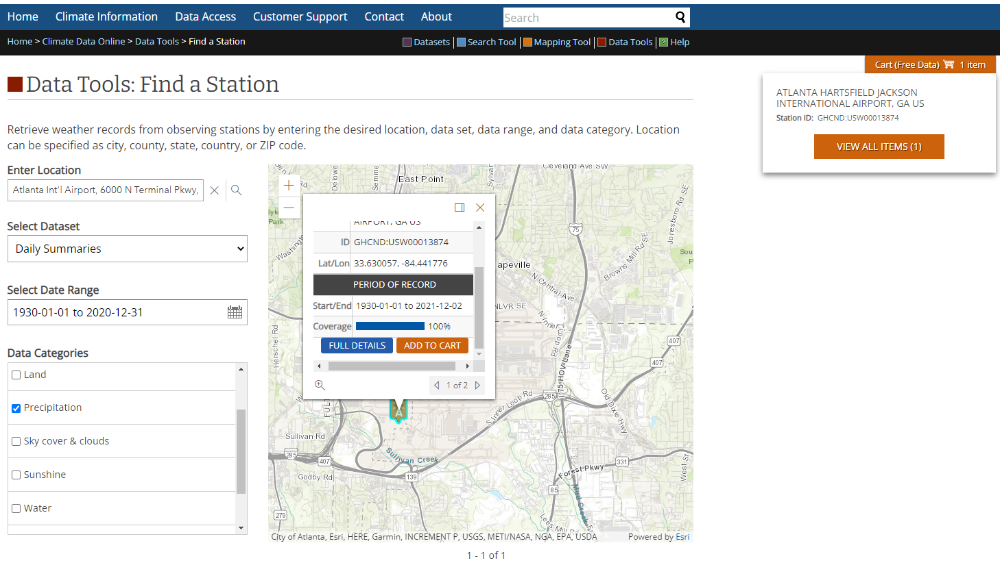 Home Climate Information Data Access Customer Support Contact About Search
Home > Climate Data Online > Data Tools > Find a Station
Datasets Search Tool Mapping Tool Data Tools Help
Cart (Free Data) 1 item
Data Tools: Find a Station
ATLANTA HARTSFIELD JACKSON
INTERNATIONAL AIRPORT, GA US
Station ID: GHCND:USW00013874
VIEW ALL ITEMS (1)
Retrieve weather records from observing stations by entering the desired location, data set, data range, and data category. Location
can be specified as city, county, state, country, or ZIP code.
Enter Location
Atlanta Int'l Airport, 6000 N Terminal Pkwy,
Select Dataset
Daily Summaries
Select Date Range
1930-01-01 to 2020-12-31
Data Categories
Land
Precipitation
Sky cover & clouds
Sunshine
Water
Cleveland Ave SW
East Point
Delowe
Semme
Sylvan
Rd
Park
Washington
Jonesboro Rd SE
75
Browns Mill Rd SE
Sou
P
apeville
N Central Ave
NLVR SE
N Inner Loop Rd
Herschel Rd
I-75 HOV Lane
407
407
AIRPORT, GA US
ID GHCND:USW00013874
Lat/Lon 33.630057, -84.441776
PERIOD OF RECORD
Start/End 1930-01-01 to 2021-12-02
Coverage 100%
FULL DETAILS ADD TO CART
1 of 2
A
285
S Inner Loop Rd
Old Dixie Hwy
Sullivan Rd
285
407
Sullivan Creek
Godby Rd
139
331
Forest Pkwy
West St
85
Mud Creek
Lees Mill Rd
279
City of Atlanta, Esri, HERE, Garmin, INCREMENT P, USGS, METI/NASA, NGA, EPA, USDA
Powered by Esri
1 - 1 of 1